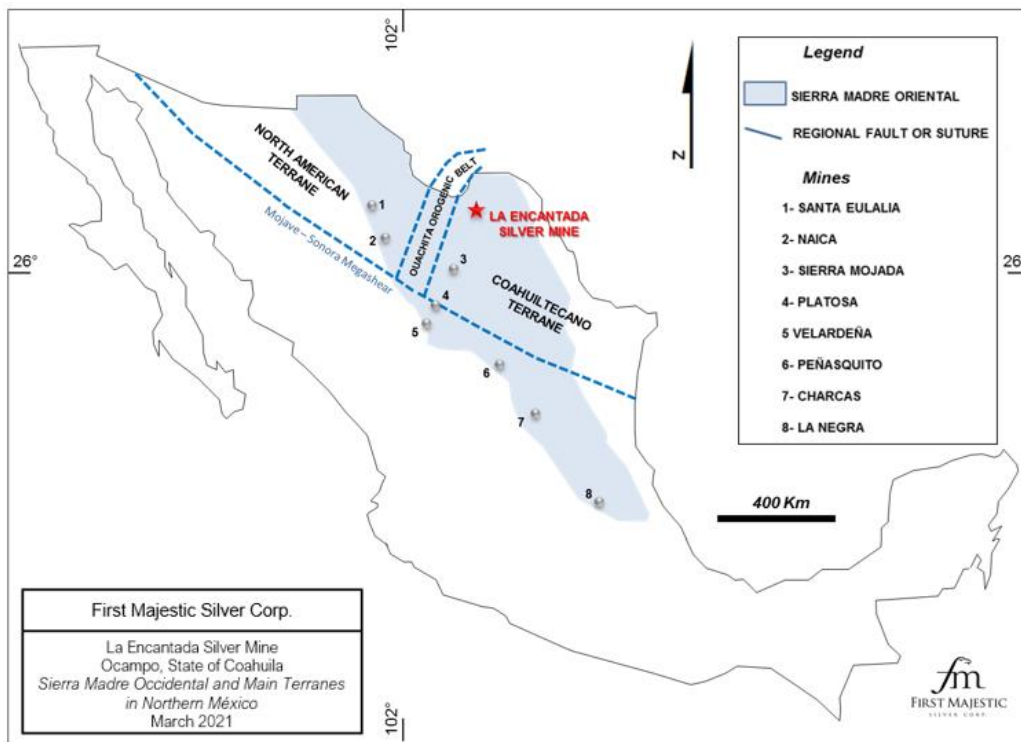 102°
Legend
SIERRA MADRE ORIENTAL
REGIONAL FAULT OR SUTURE
Mines
1- SANTA EULALIA
2- NAICA
3- SIERRA MOJADA
4- PLATOSA
5 VELARDEÑA
6- PEÑASQUITO
7- CHARCAS
8- LA NEGRA
Z
NORTH AMERICAN
TERRANE
OUACHITA OROGENIC BELT
LA ENCANTADA
SILVER MINE
Mojave – Sonora Megashear
COAHUILTECANO
TERRANE
1
2
3
4
5
6
7
8
26°
26
400 Km
First Majestic Silver Corp.
La Encantada Silver Mine
Ocampo, State of Coahuila
Sierra Madre Occidental and Main Terranes
in Northern México
March 2021
102°
fm
FIRST MAJESTIC
SILVER CORP.